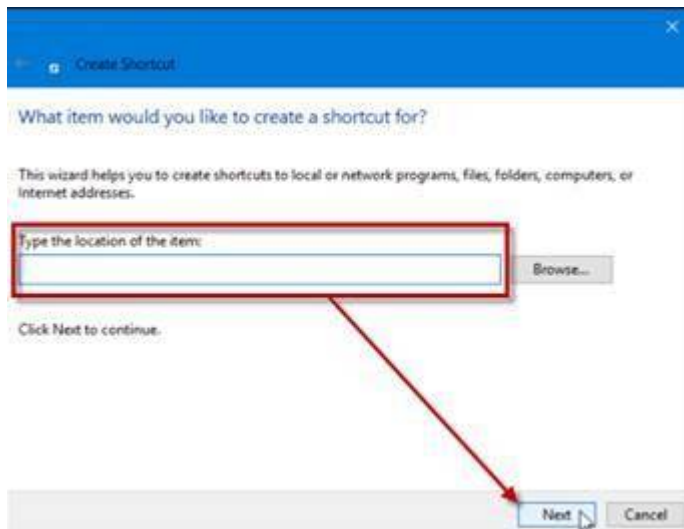 Create Shortcut
What item would you like to create a shortcut for?
This wizard helps you to create shortcuts to local or network programs, files, folders, computers, or
Internet addresses.
Type the location of the item:
Browse...
Click Next to continue.
Next
Cancel